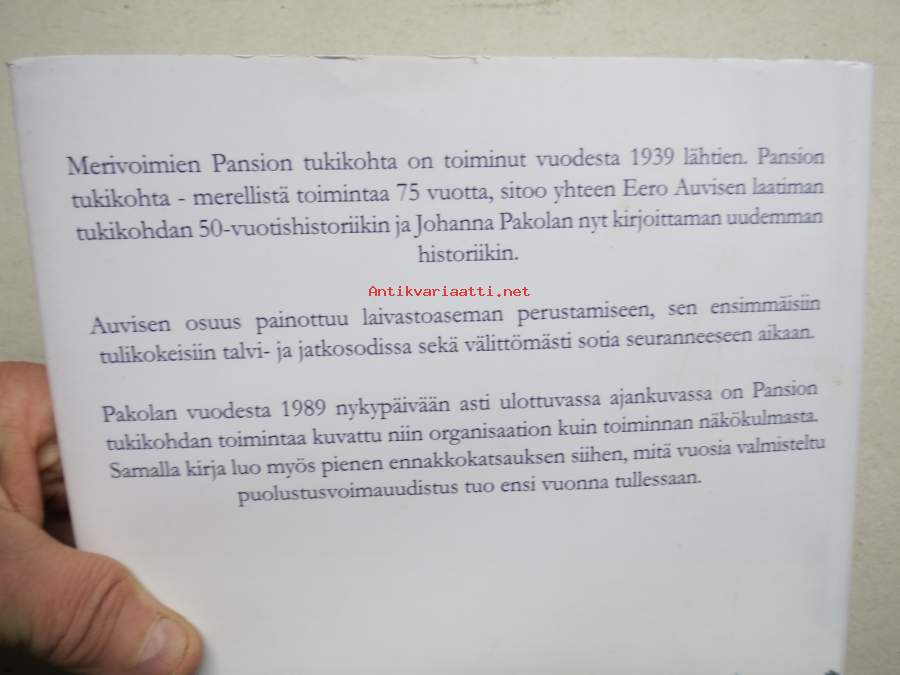 Merivoimien Pansion tukikohta on toiminut vuodesta 1939 lähtien. Pansion
tukikohta - merellistä toimintaa 75 vuotta, sitoo yhteen Eero Auvisen laatiman
tukikohdan 50-vuotishistoriikin ja Johanna Pakolan nyt kirjoittaman uudemman
historiikin.
Antikvariaatti.net
Auvisen osuus painottuu laivastoaseman perustamiseen, sen ensimmäisiin
tulikokeisiin talvi- ja jatkosodissa sekä välittömästi sotia seuranneeseen aikaan.
Pakolan vuodesta 1989 nykypäivään asti ulottuvassa ajankuvassa on Pansion
tukikohdan toimintaa kuvattu niin organisaation kuin toiminnan näkökulmasta.
Samalla kirja luo myös pienen ennakkokatsauksen siihen, mitä vuosia valmisteltu
puolustusvoimauudistus tuo ensi vuonna tullessaan.